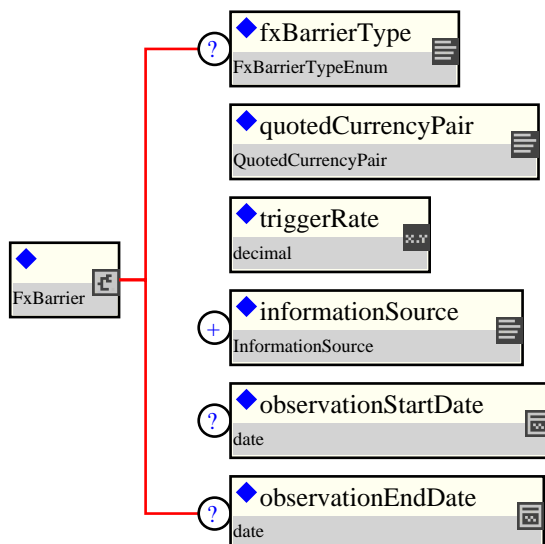 ?
fxBarrierType
FxBarrierTypeEnum
quotedCurrencyPair
QuotedCurrencyPair
triggerRate
x.Y
decimal
FxBarrier
+
informationSource
InformationSource
?
observationStartDate
date
?
observationEndDate
date